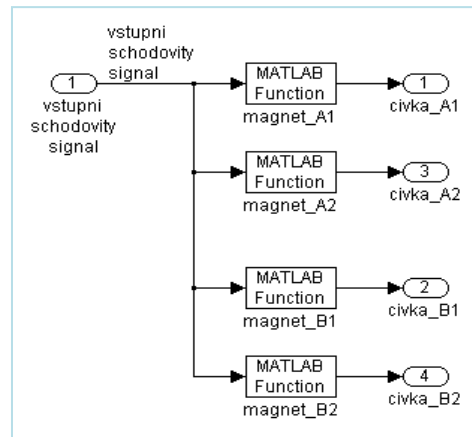 vstupni
schodovity
signal
1
vstupni
schodovity
signal
MATLAB
Function
magnet_A1
1
civka_A1
MATLAB
Function
magnet_A2
3
civka_A2
MATLAB
Function
magnet_B1
2
civka_B1
MATLAB
Function
magnet_B2
4
civka_B2